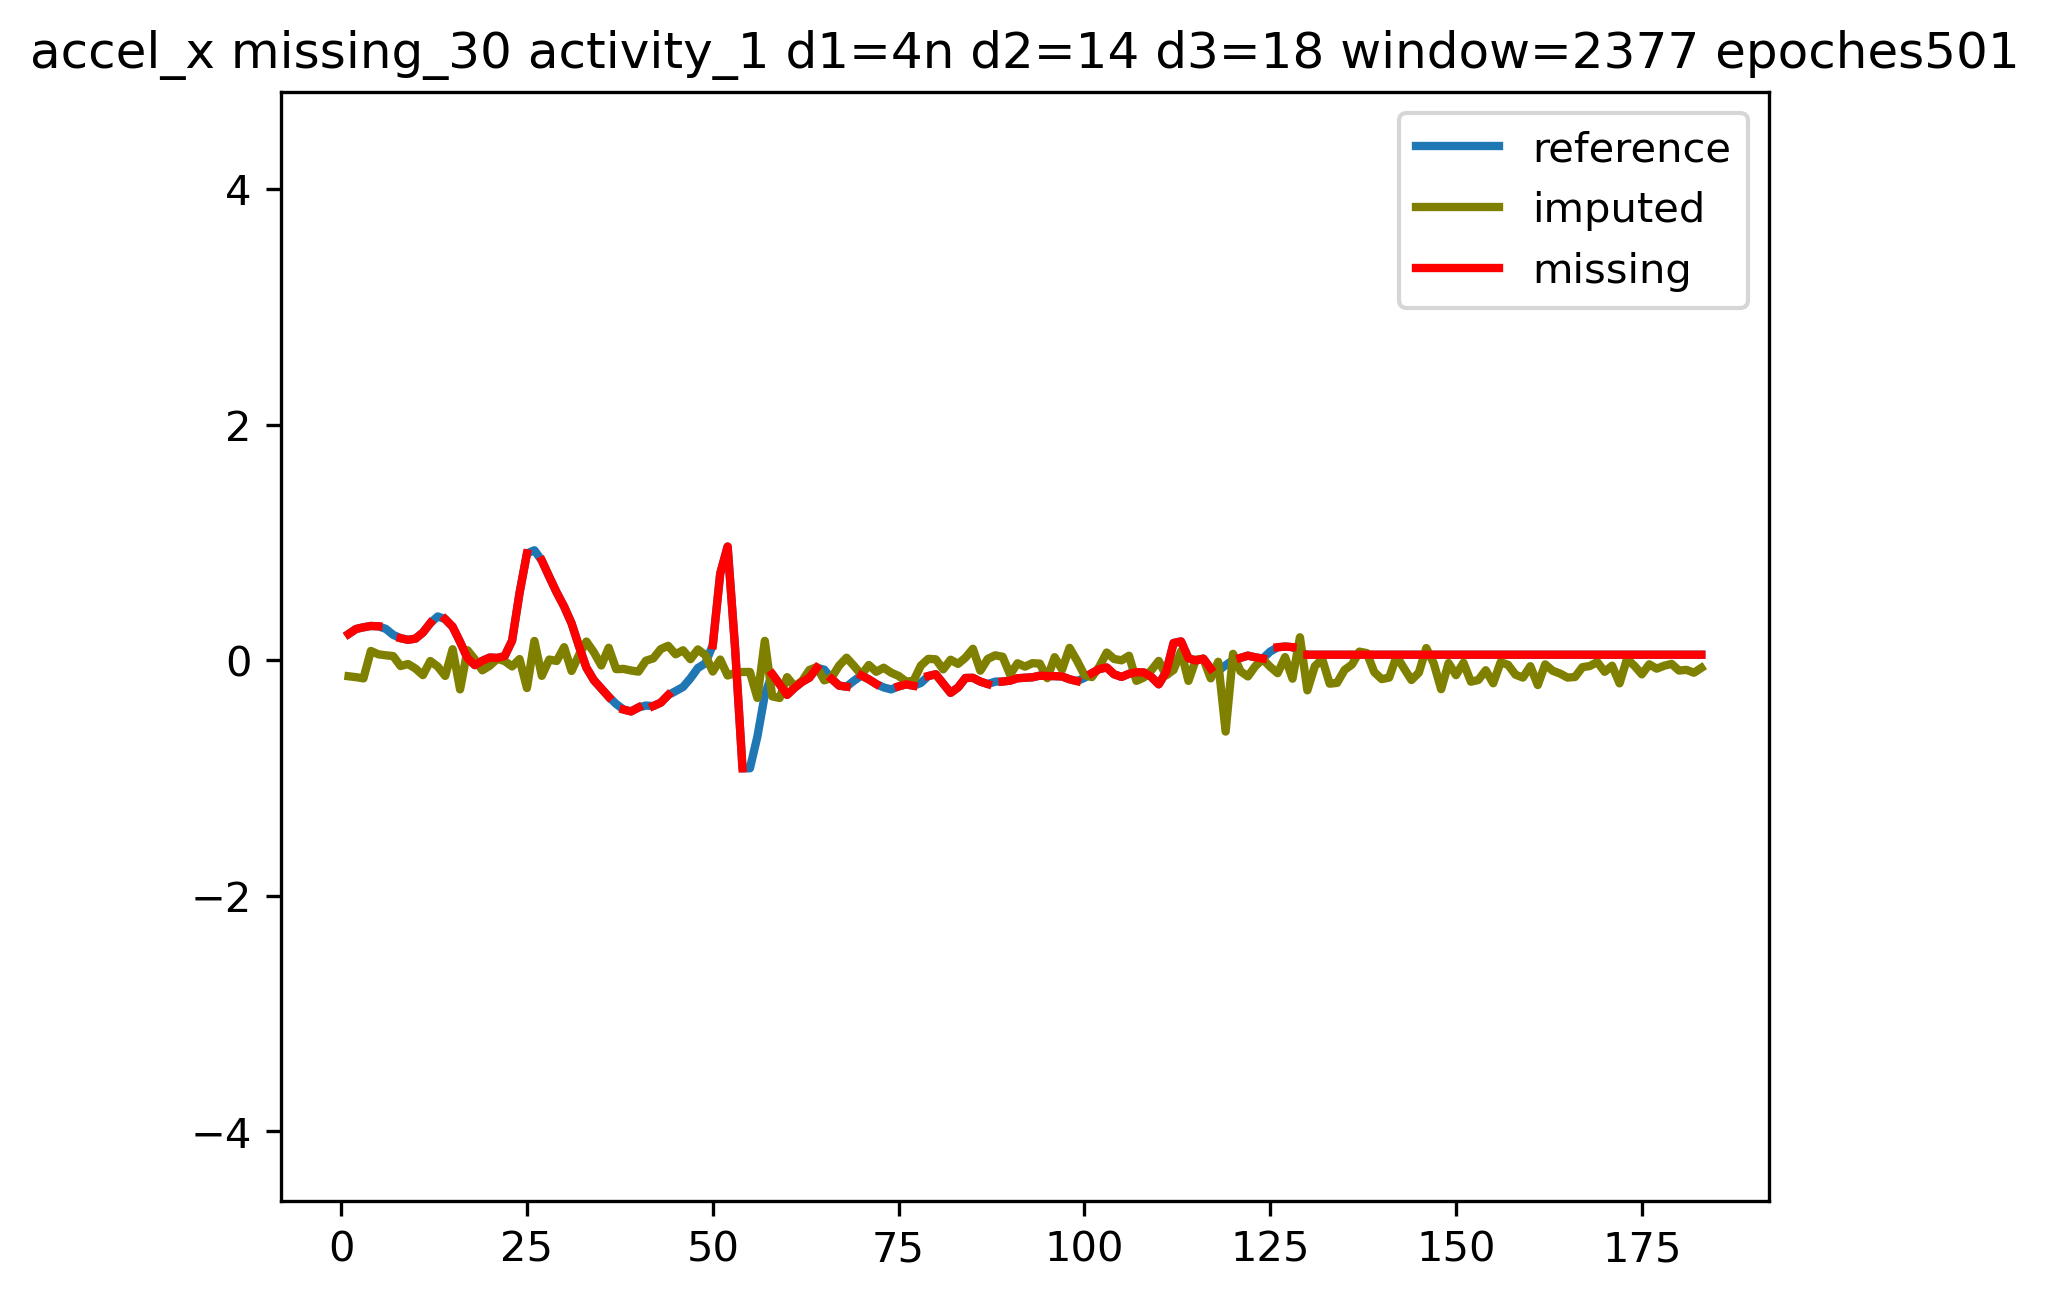 accel_x missing_30 activity_1 d1=4n d2=14 d3=18 window=2377 epoches501
reference
imputed
missing
4
2
0
−2
−4
0 25 50 75 100 125 150 175